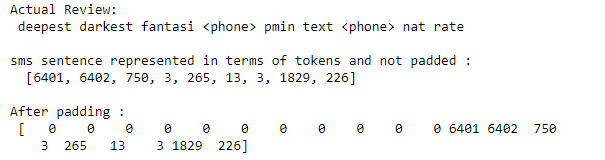 Actual Review:
deepest darkest fantasi <phone> pmin text <phone> nat rate
sms sentence represented in terms of tokens and not padded :
[6401, 6402, 750, 3, 265, 13, 3, 1829, 226]
After padding :
[ 0 0 0 0 0 0 0 0 0 0 0 6401 6402 750
3 265 13 3 1829 226]